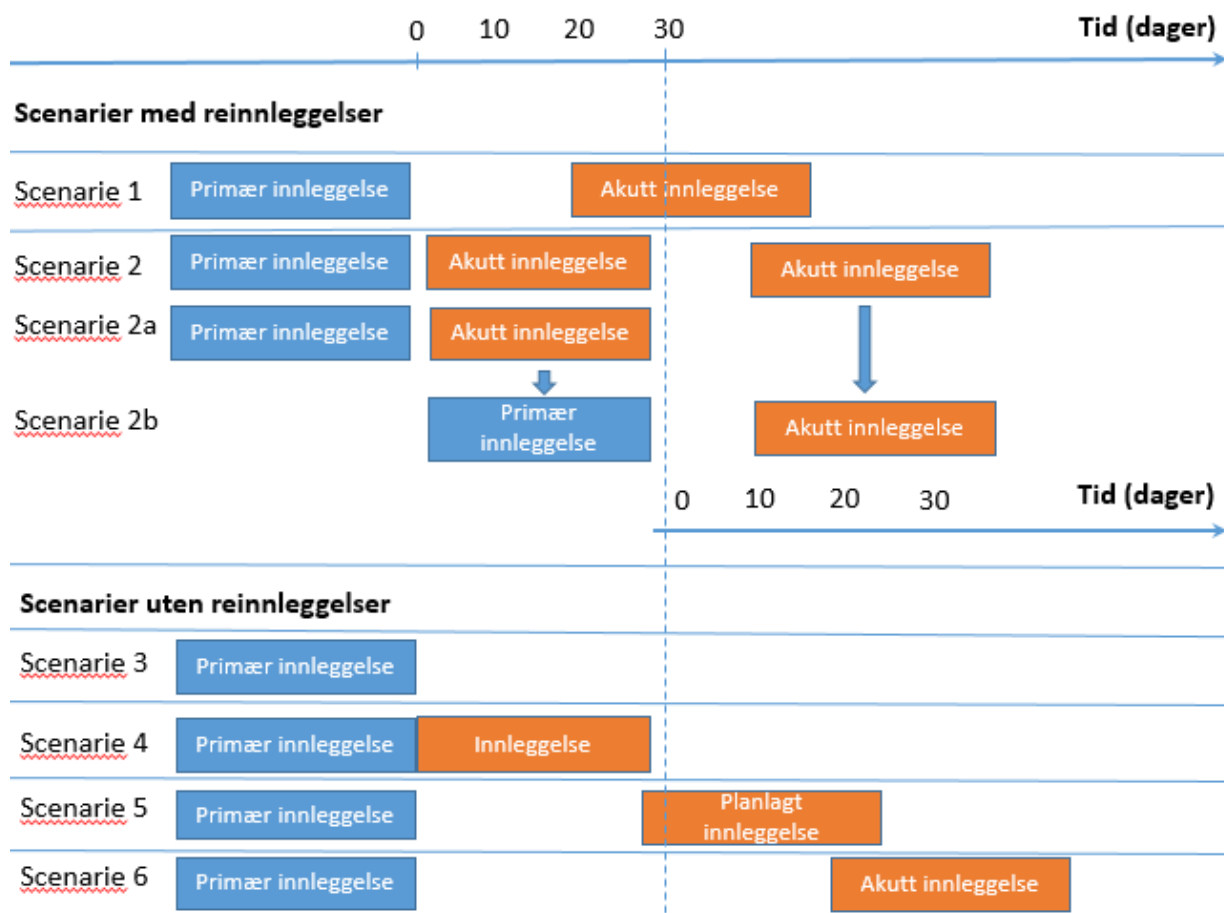 0 10 20 30 Tid (dager)
Scenarier med reinnleggelser
Scenarie 1 Primær innleggelse Akutt innleggelse
Scenarie 2 Primær innleggelse Akutt innleggelse Akutt innleggelse
Scenarie 2a Primær innleggelse Akutt innleggelse
Scenarie 2b Primær
innleggelse Akutt innleggelse
0 10 20 30 Tid (dager)
Scenarier uten reinnleggelser
Scenarie 3 Primær innleggelse
Scenarie 4 Primær innleggelse Innleggelse
Scenarie 5 Primær innleggelse Planlagt
innleggelse
Scenarie 6 Primær innleggelse Akutt innleggelse